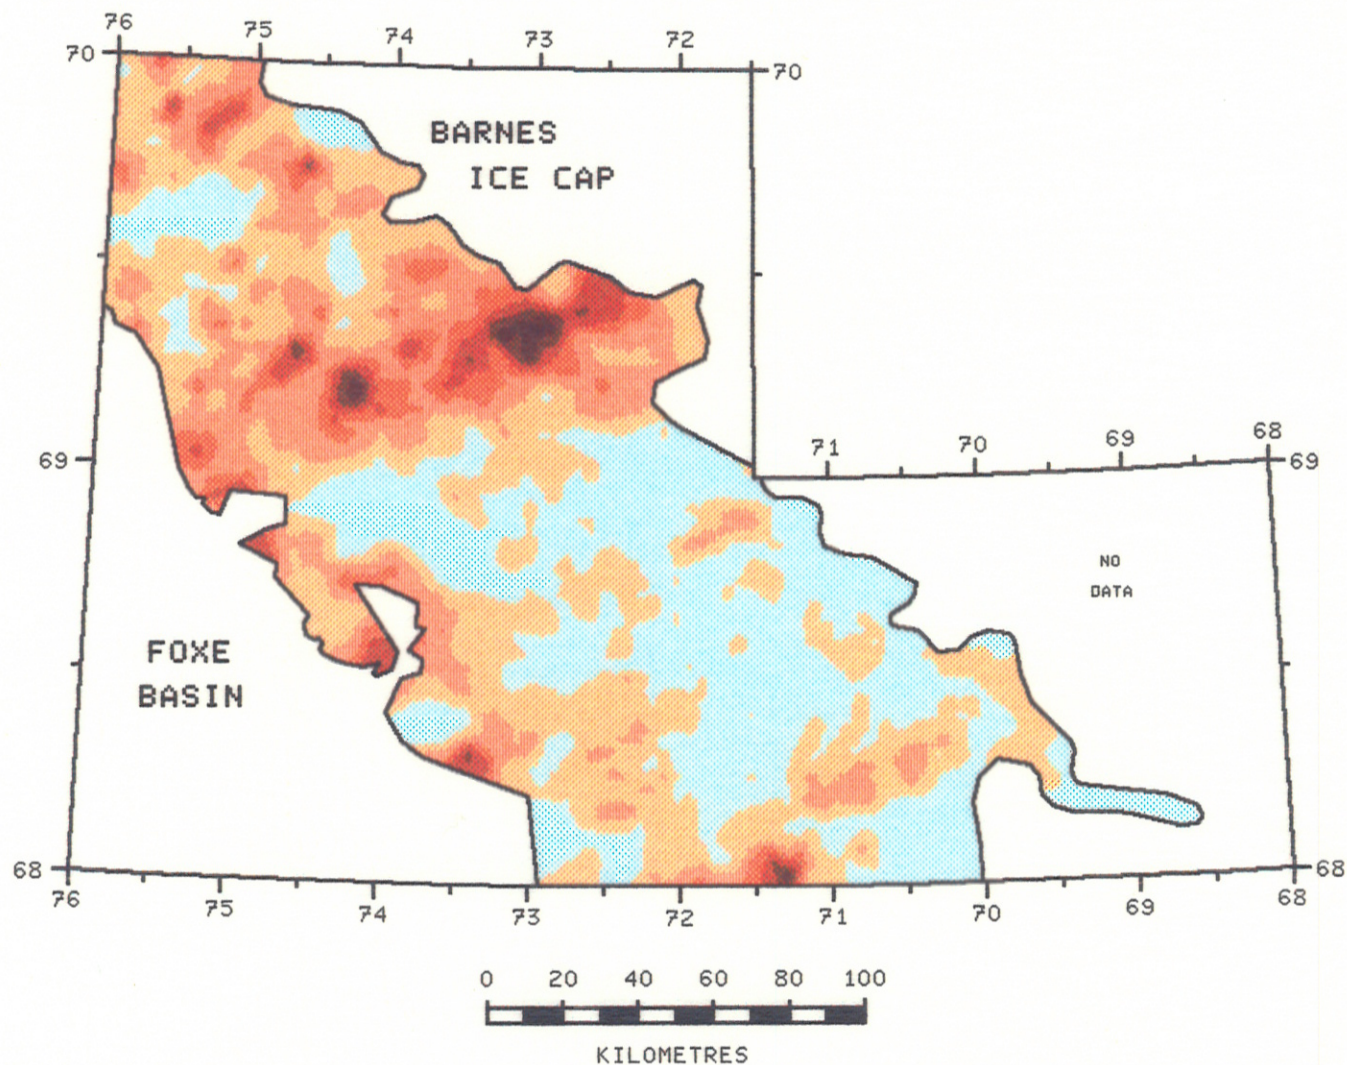 76 75 74 73 72
70 70
BARNES
ICE CAP
71 70 69 68
69 69
NO
DATA
FOXE
BASIN
68 68
76 75 74 73 72 71 70 69 68
0 20 40 60 80 100
KILOMETRES